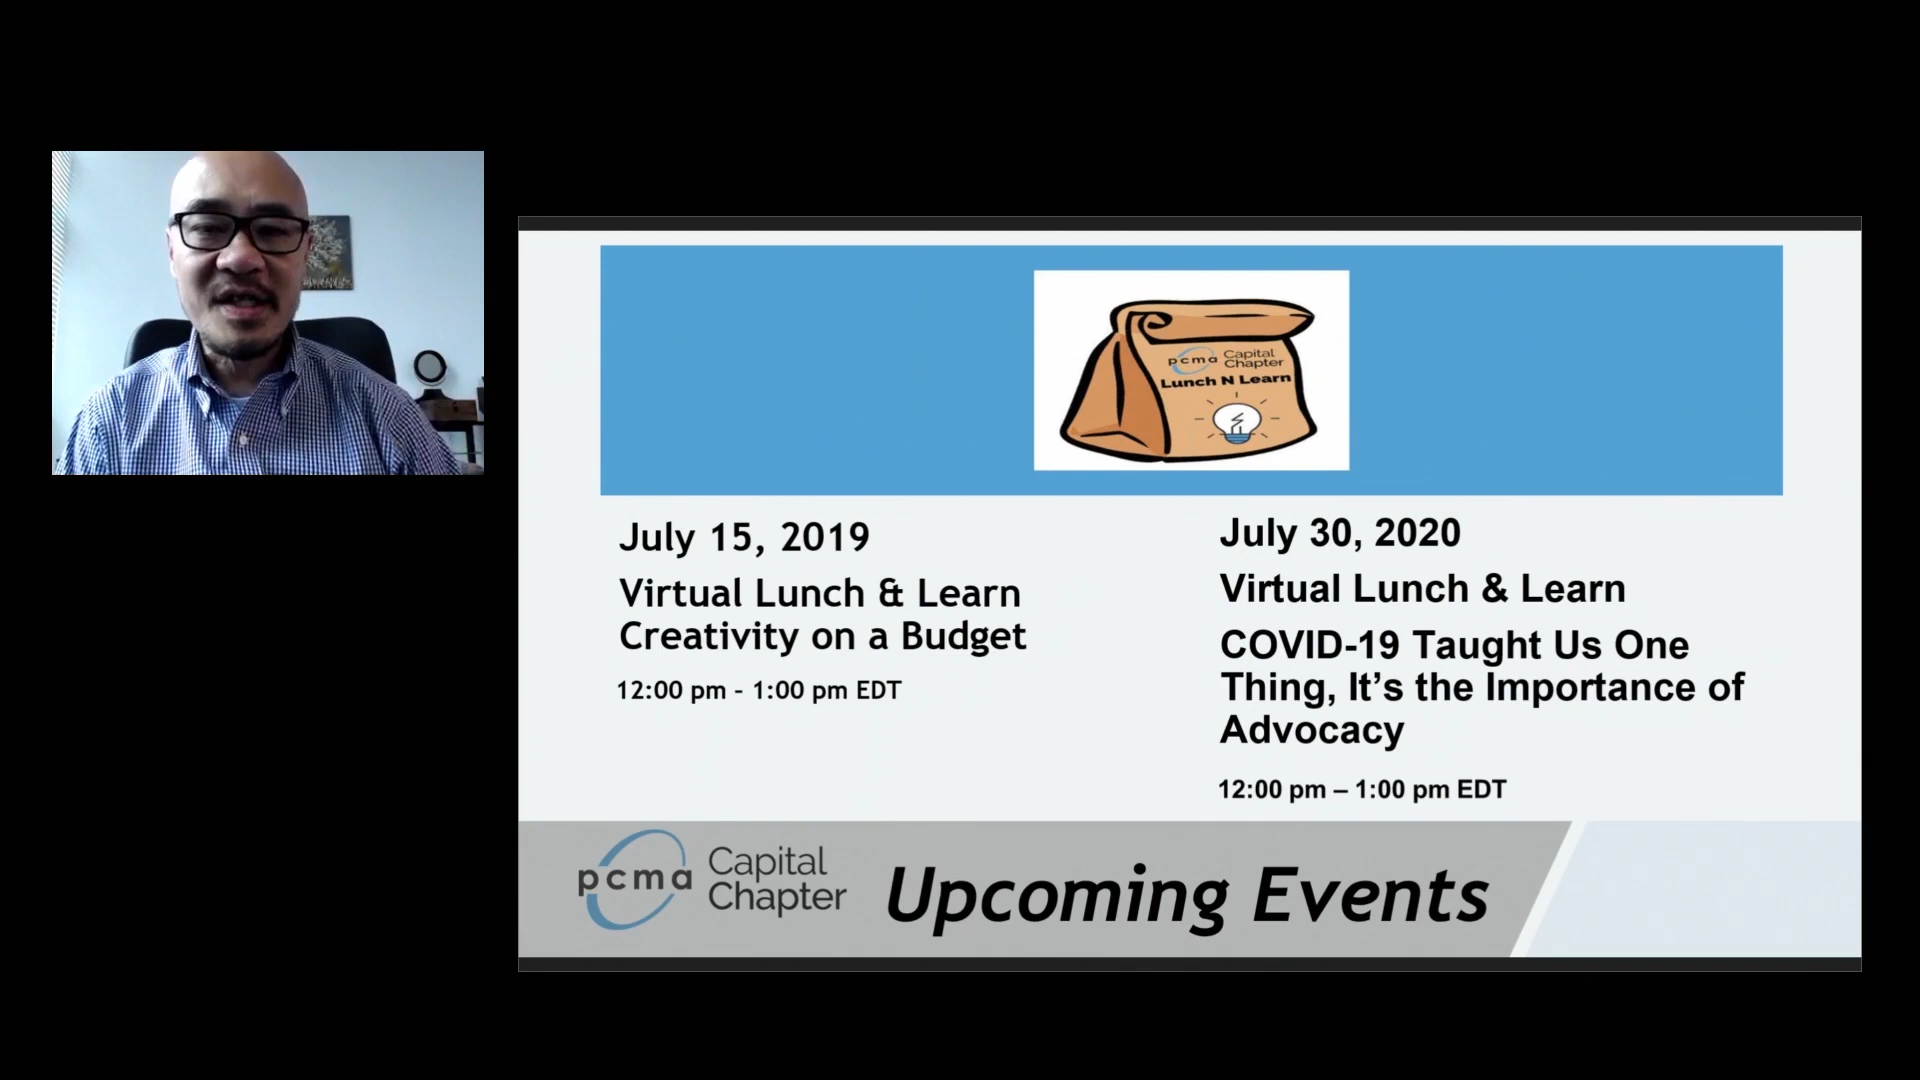 pcma Capital
Chapter
Lunch N Learn
July 15, 2019
Virtual Lunch & Learn
Creativity on a Budget
12:00 pm – 1:00 pm EDT
July 30, 2020
Virtual Lunch & Learn
COVID-19 Taught Us One
Thing, It’s the Importance of
Advocacy
12:00 pm – 1:00 pm EDT
pcma Capital
Chapter
Upcoming Events